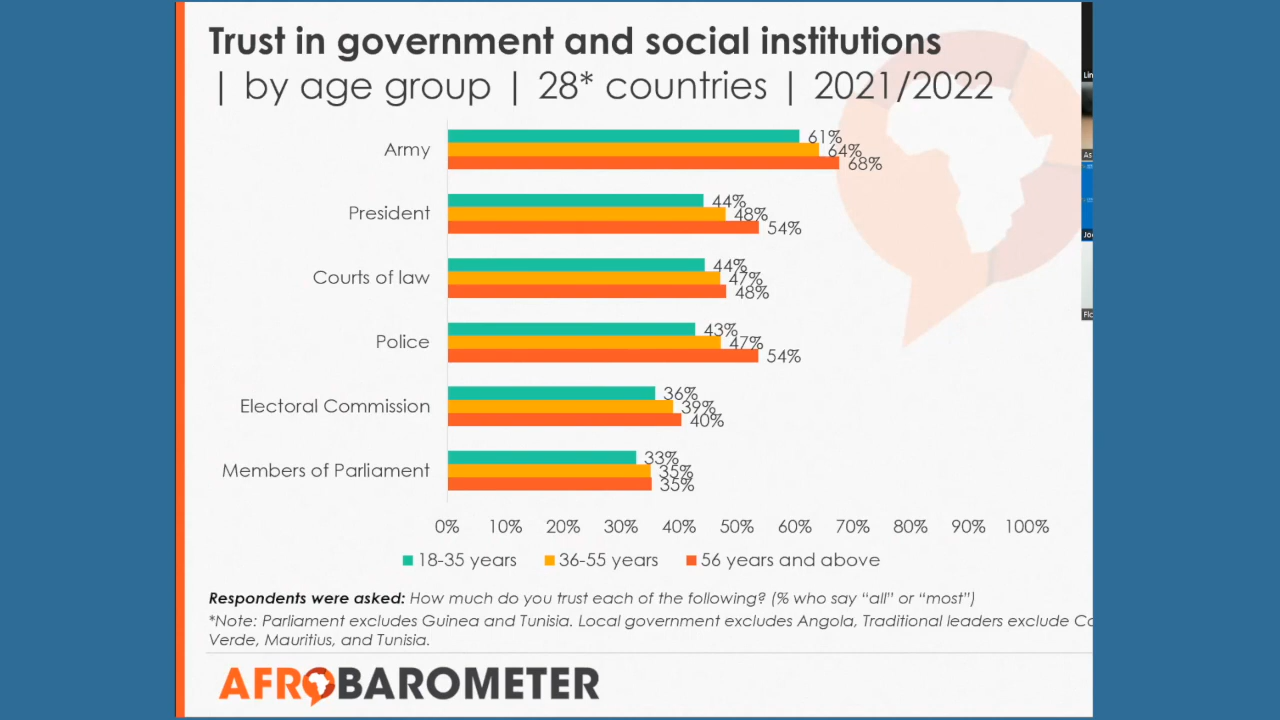 Trust in government and social institutions
| by age group | 28* countries | 2021/2022
Army
61%
64%
68%
President
44%
48%
54%
Courts of law
44%
47%
48%
Police
43%
47%
54%
Electoral Commission
36%
39%
40%
Members of Parliament
33%
35%
35%
0% 10% 20% 30% 40% 50% 60% 70% 80% 90% 100%
18-35 years 36-55 years 56 years and above
Respondents were asked: How much do you trust each of the following? (% who say “all” or “most”)
*Note: Parliament excludes Guinea and Tunisia. Local government excludes Angola, Traditional leaders exclude
Verde, Mauritius, and Tunisia.
AFROBAROMETER